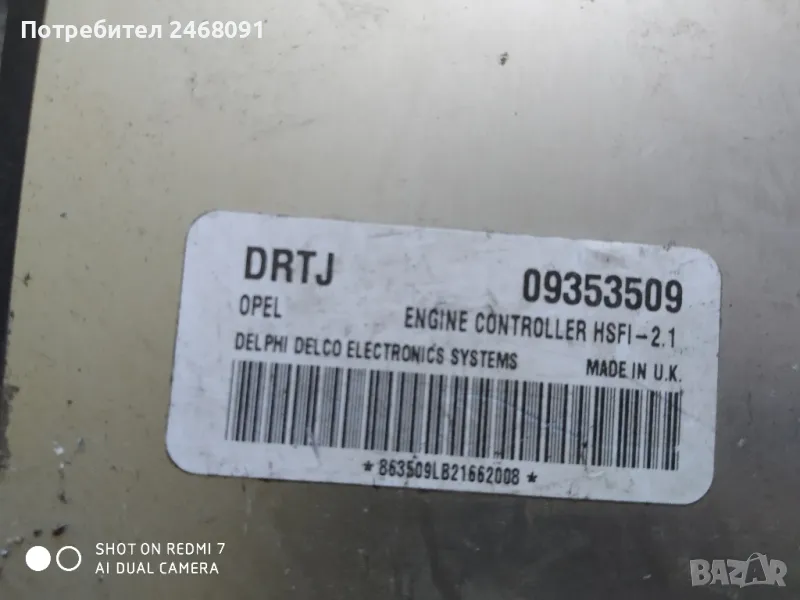 Потребител 2468091
DRTJ 09353509
OPEL ENGINE CONTROLLER HSFI-2.1
DELPHI DELCO ELECTRONICS SYSTEMS MADE IN U.K.
*863509LB21662008*
SHOT ON REDMI 7
AI DUAL CAMERA
BAZAR